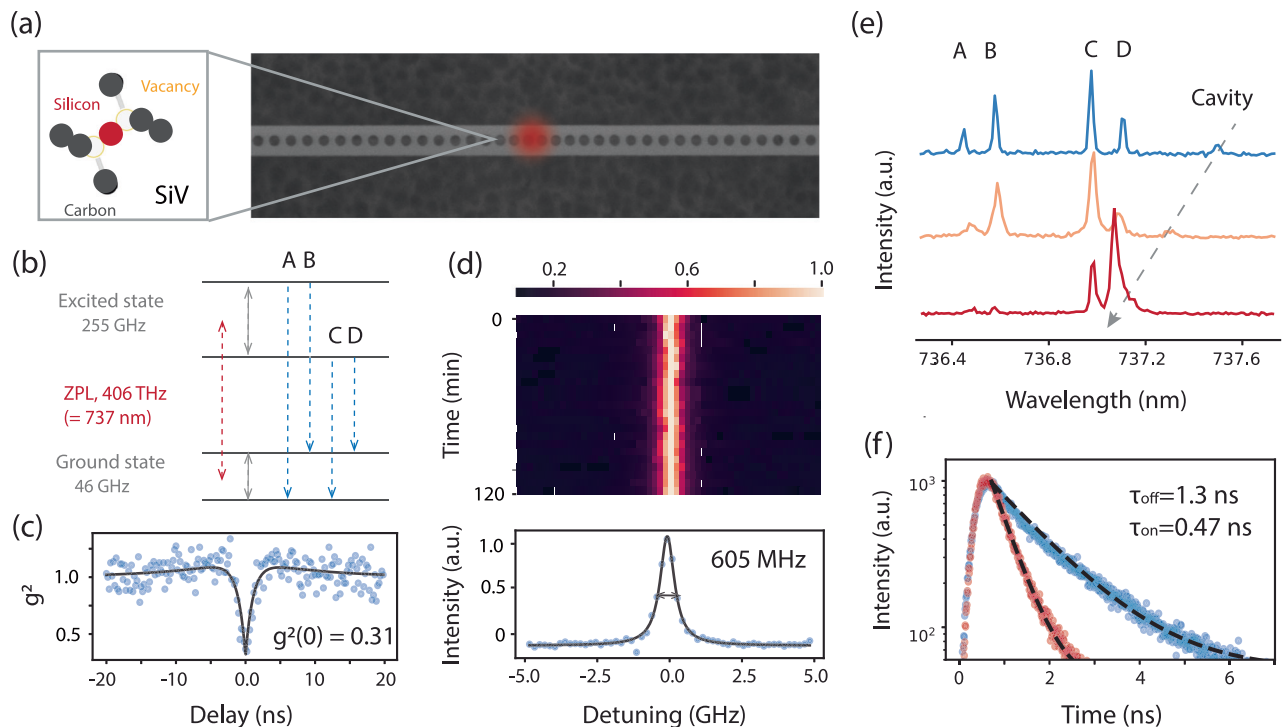 (a)
Vacancy
Silicon
SiV
Carbon
(b)
A B
Excited state
255 GHz
C D
ZPL, 406 THz
(= 737 nm)
Ground state
46 GHz
(c)
g²
1.0
0.5
g²(0) = 0.31
-20 -10 0 10 20
Delay (ns)
(d)
0.2 0.6 1.0
0
Time (min)
120
Intensity (a.u.)
1.0
0.5
0
605 MHz
-5.0 -2.5 0.0 2.5 5.0
Detuning (GHz)
(e)
A B C D
Cavity
Intensity (a.u.)
736.4 736.8 737.2 737.6
Wavelength (nm)
(f)
10³
τoff=1.3 ns
τon=0.47 ns
Intensity (a.u.)
10²
0 2 4 6
Time (ns)